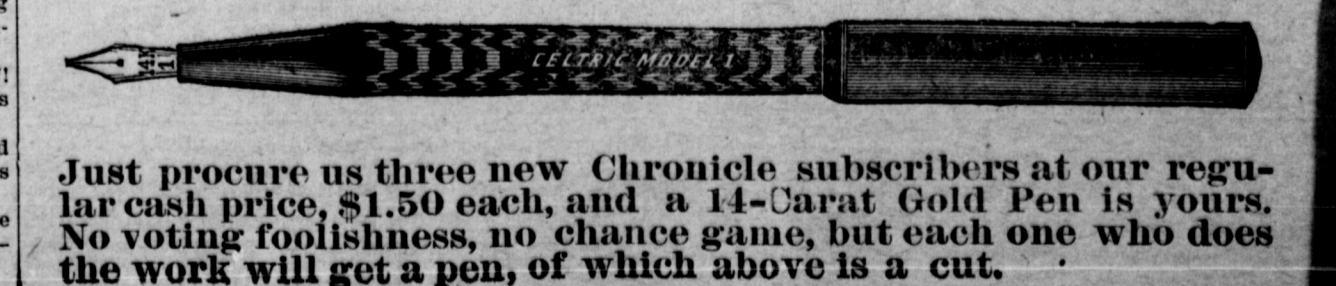 CELTRIC MODEL 1
Just procure us three new Chronicle subscribers at our regu-
lar cash price, $1.50 each, and a 14-Carat Gold Pen is yours.
No voting foolishness, no chance game, but each one who does
the work will get a pen, of which above is a cut.